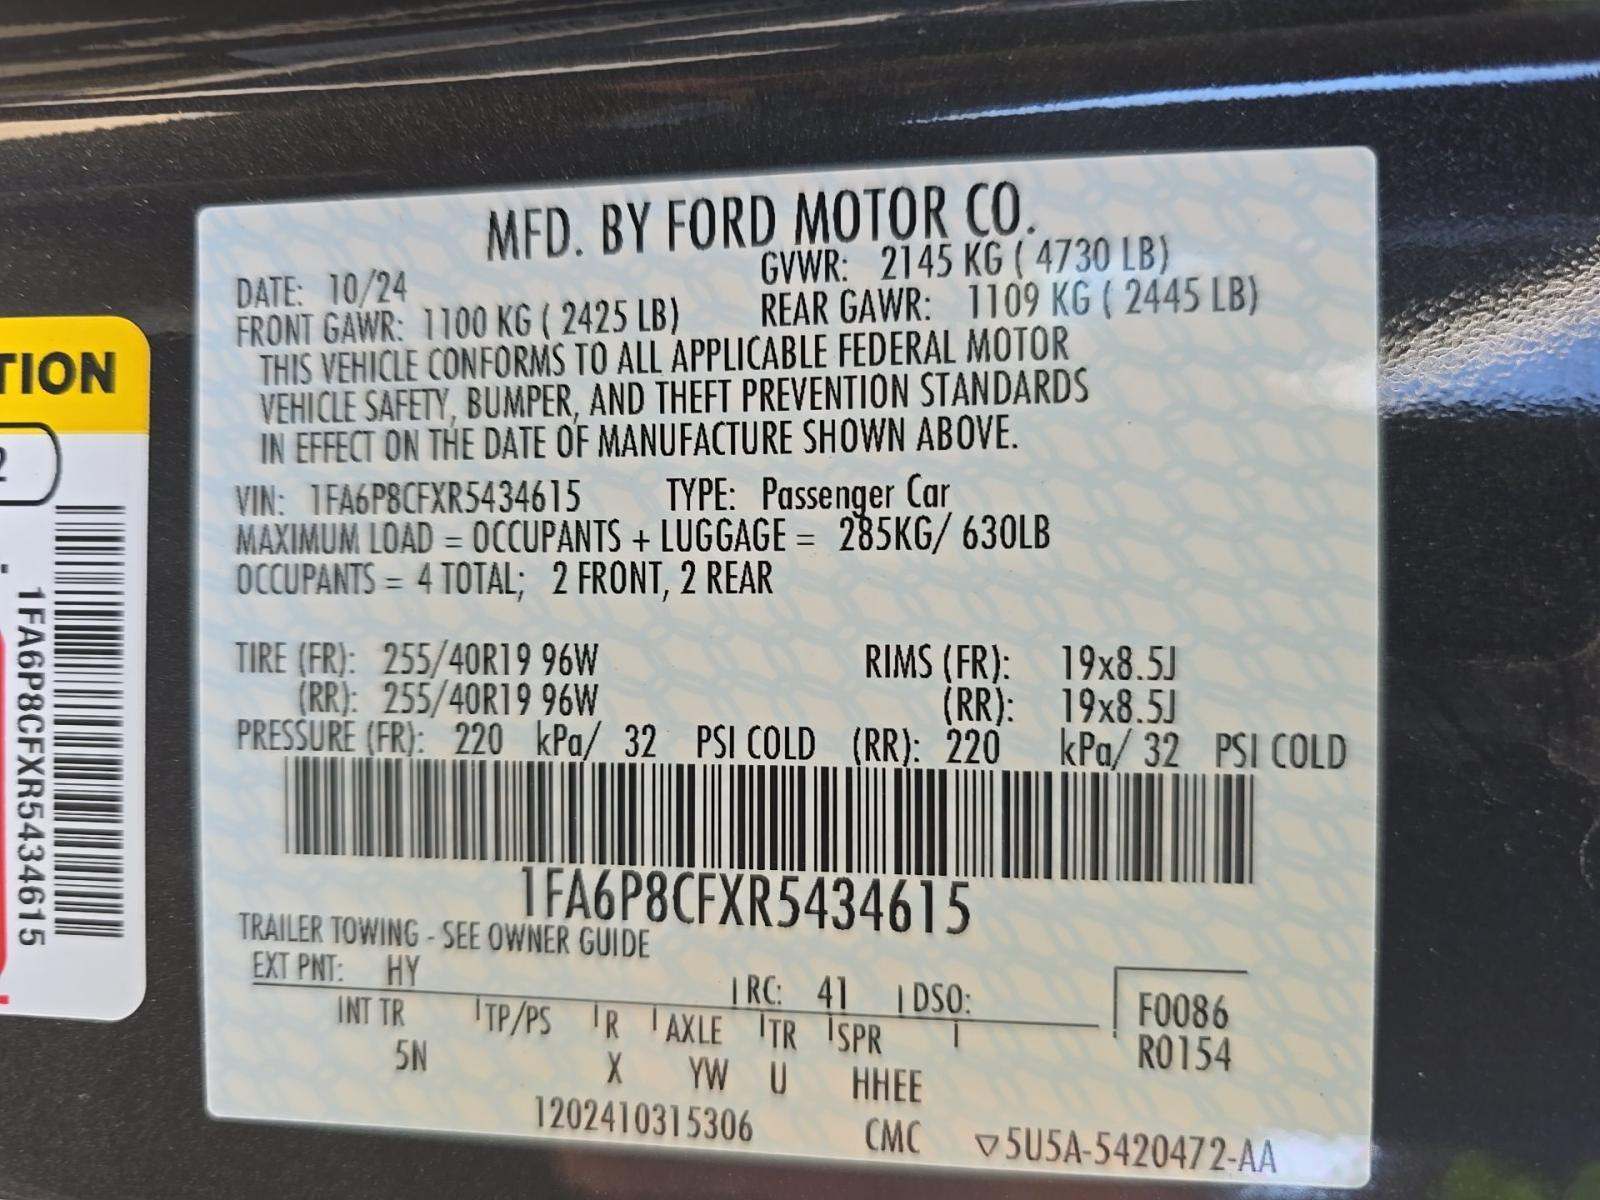 MFD. BY FORD MOTOR CO.
DATE: 10/24 GVWR: 2145 KG ( 4730 LB)
FRONT GAWR: 1100 KG ( 2425 LB) REAR GAWR: 1109 KG ( 2445 LB)
THIS VEHICLE CONFORMS TO ALL APPLICABLE FEDERAL MOTOR
VEHICLE SAFETY, BUMPER, AND THEFT PREVENTION STANDARDS
IN EFFECT ON THE DATE OF MANUFACTURE SHOWN ABOVE.
VIN: 1FA6P8CFXR5434615 TYPE: Passenger Car
MAXIMUM LOAD = OCCUPANTS + LUGGAGE = 285KG/ 630LB
OCCUPANTS = 4 TOTAL; 2 FRONT, 2 REAR
TIRE (FR): 255/40R19 96W RIMS (FR): 19x8.5J
(RR): 255/40R19 96W (RR): 19x8.5J
PRESSURE (FR): 220 kPa/ 32 PSI COLD (RR): 220 kPa/ 32 PSI COLD
1FA6P8CFXR5434615
TRAILER TOWING - SEE OWNER GUIDE
EXT PNT: HY RC: 41 DSO:
INT TR TP/PS R AXLE TR SPR F0086
5N X YW U HHEE R0154
1202410315306 CMC ▽5U5A-5420472-AA
TION
2
1FA6P8CFXR5434615